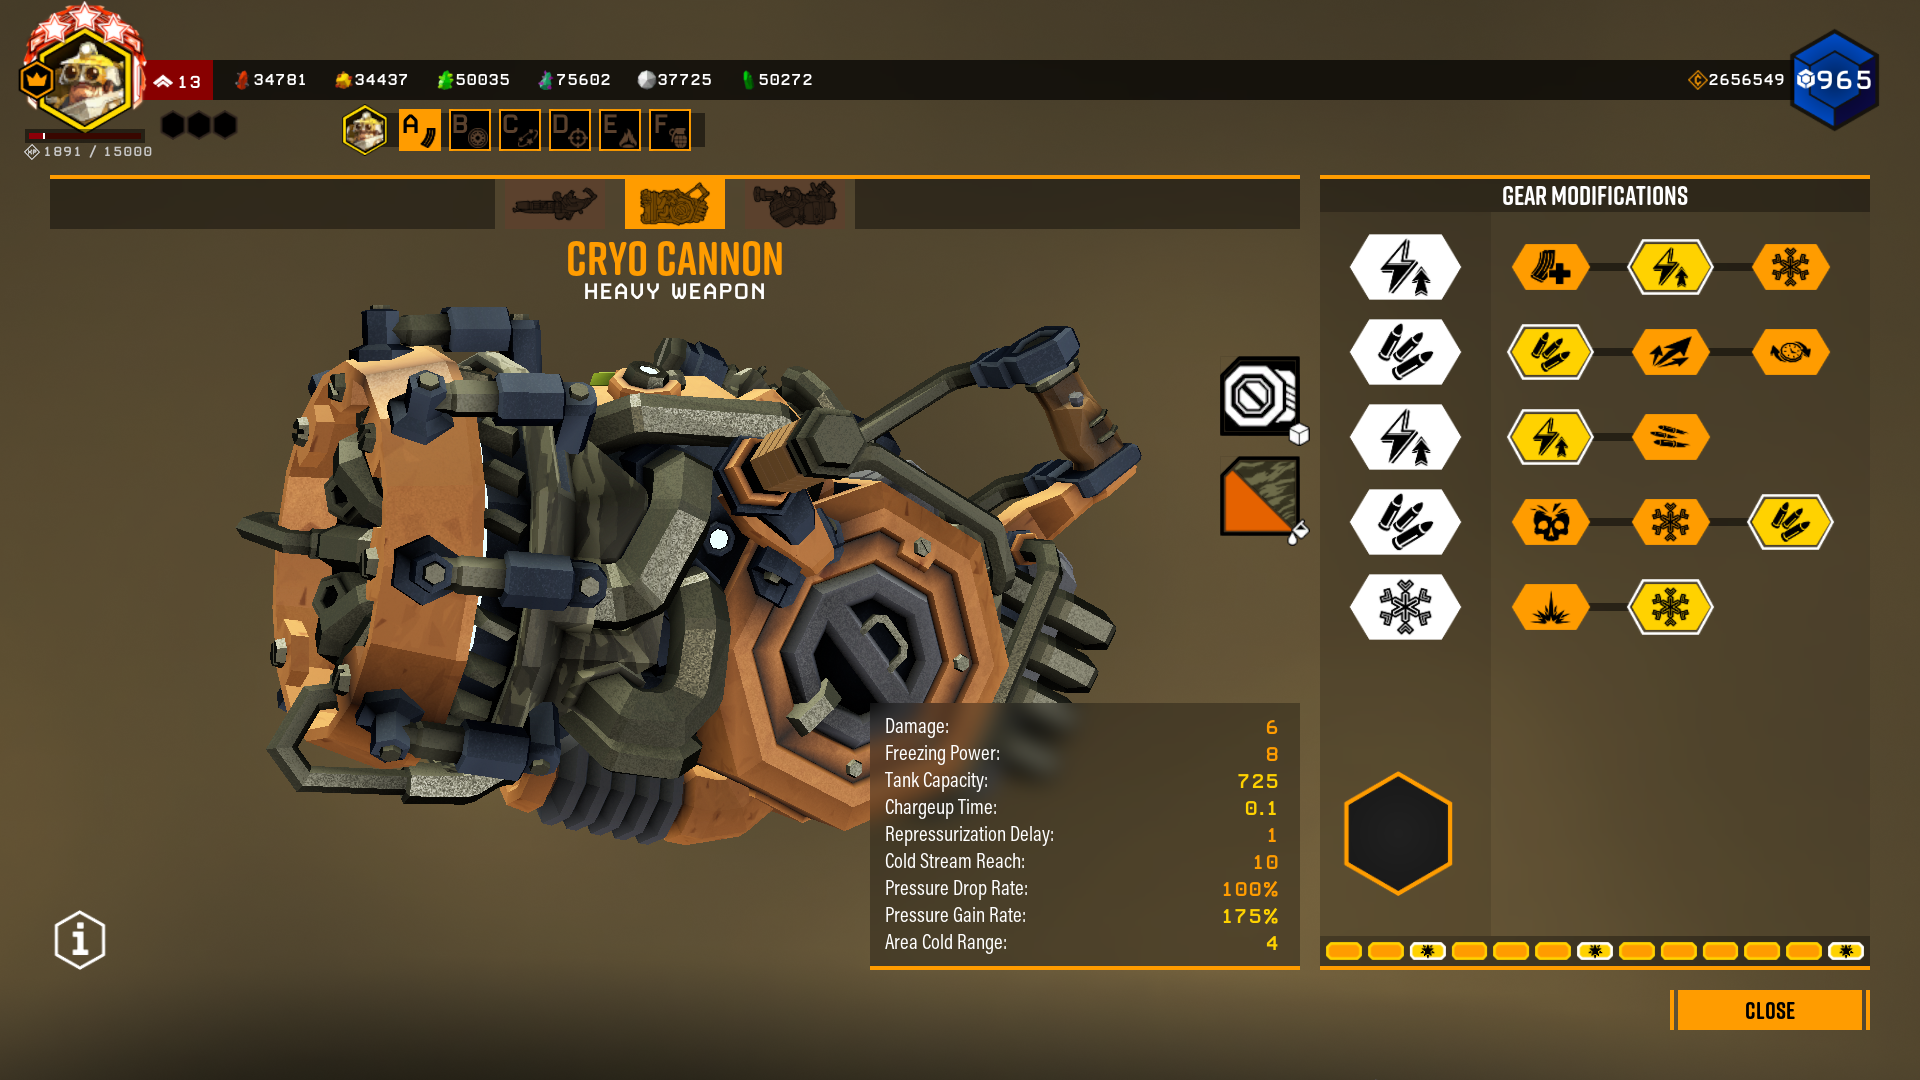 13
34781
34437
50035
75602
37725
50272
2656549
965
1891 / 15000
A
B
C
D
E
F
GEAR MODIFICATIONS
CRYO CANNON
HEAVY WEAPON
Damage: 6
Freezing Power: 8
Tank Capacity: 725
Chargeup Time: 0.1
Repressurization Delay: 1
Cold Stream Reach: 10
Pressure Drop Rate: 100%
Pressure Gain Rate: 175%
Area Cold Range: 4
CLOSE